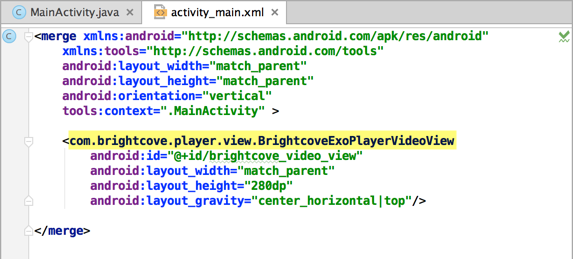 MainActivity.java × activity_main.xml ×
C <merge xmlns:android="http://schemas.android.com/apk/res/android"
xmlns:tools="http://schemas.android.com/tools"
android:layout_width="match_parent"
android:layout_height="match_parent"
android:orientation="vertical"
tools:context=".MainActivity" >
<com.brightcove.player.view.BrightcoveExoPlayerVideoView
android:id="@+id/brightcove_video_view"
android:layout_width="match_parent"
android:layout_height="280dp"
android:layout_gravity="center_horizontal|top"/>
</merge>